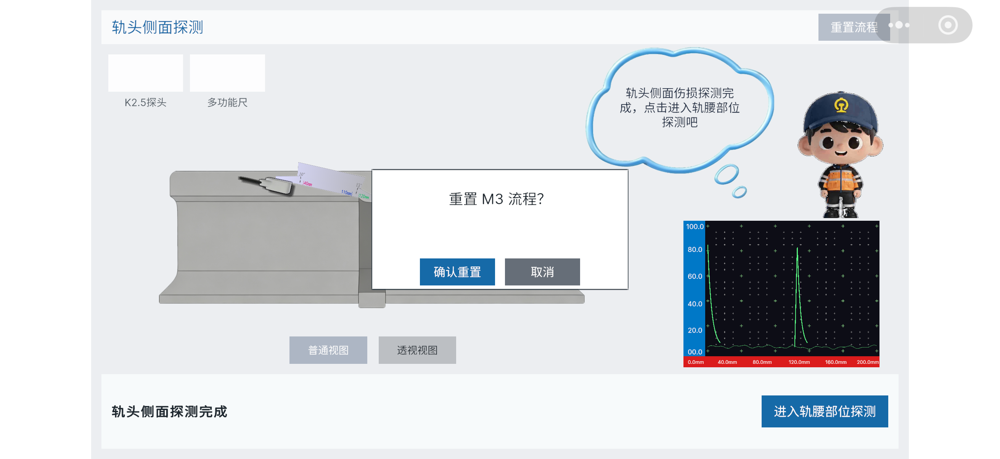 轨头侧面探测
重置流程
K2.5探头
多功能尺
轨头侧面伤损探测完
成，点击进入轨腰部位
探测吧
10°
40mm
110mm
13°
120mm
重置 M3 流程?
确认重置
取消
100.0
80.0
60.0
40.0
20.0
00.0
0.0mm 40.0mm 80.0mm 120.0mm 160.0mm 200.0mm
普通视图
透视视图
轨头侧面探测完成
进入轨腰部位探测